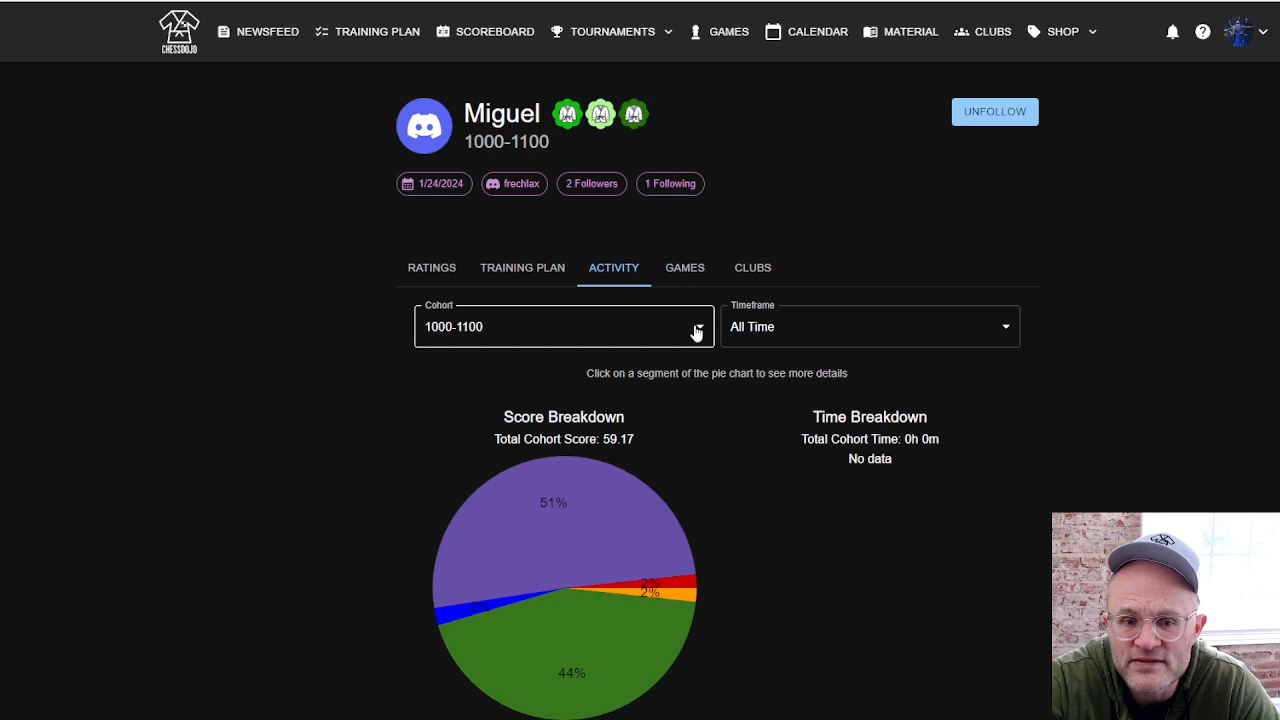 CHESSDOJO
NEWSFEED
TRAINING PLAN
SCOREBOARD
TOURNAMENTS
GAMES
CALENDAR
MATERIAL
CLUBS
SHOP
Miguel
1000-1100
UNFOLLOW
1/24/2024
frechlax
2 Followers
1 Following
RATINGS
TRAINING PLAN
ACTIVITY
GAMES
CLUBS
Cohort
1000-1100
Timeframe
All Time
Click on a segment of the pie chart to see more details
Score Breakdown
Total Cohort Score: 59.17
Time Breakdown
Total Cohort Time: 0h 0m
No data
51%
2%
2%
44%